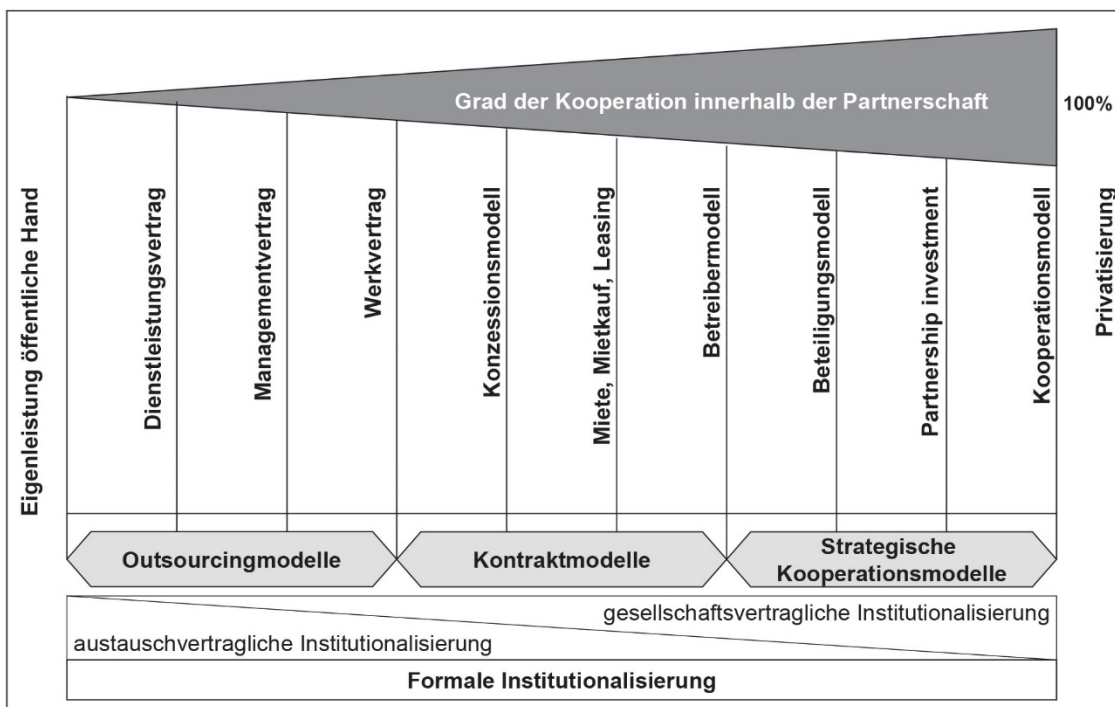 Grad der Kooperation innerhalb der Partnerschaft
100%
Eigenleistung öffentliche Hand
Dienstleistungsvertrag
Managementvertrag
Werkvertrag
Konzessionsmodell
Miete, Mietkauf, Leasing
Betreibermodell
Beteiligungsmodell
Partnership investment
Kooperationsmodell
Privatisierung
Outsourcingmodelle
Kontraktmodelle
Strategische
Kooperationsmodelle
gesellschaftsvertragliche Institutionalisierung
austauschvertragliche Institutionalisierung
Formale Institutionalisierung